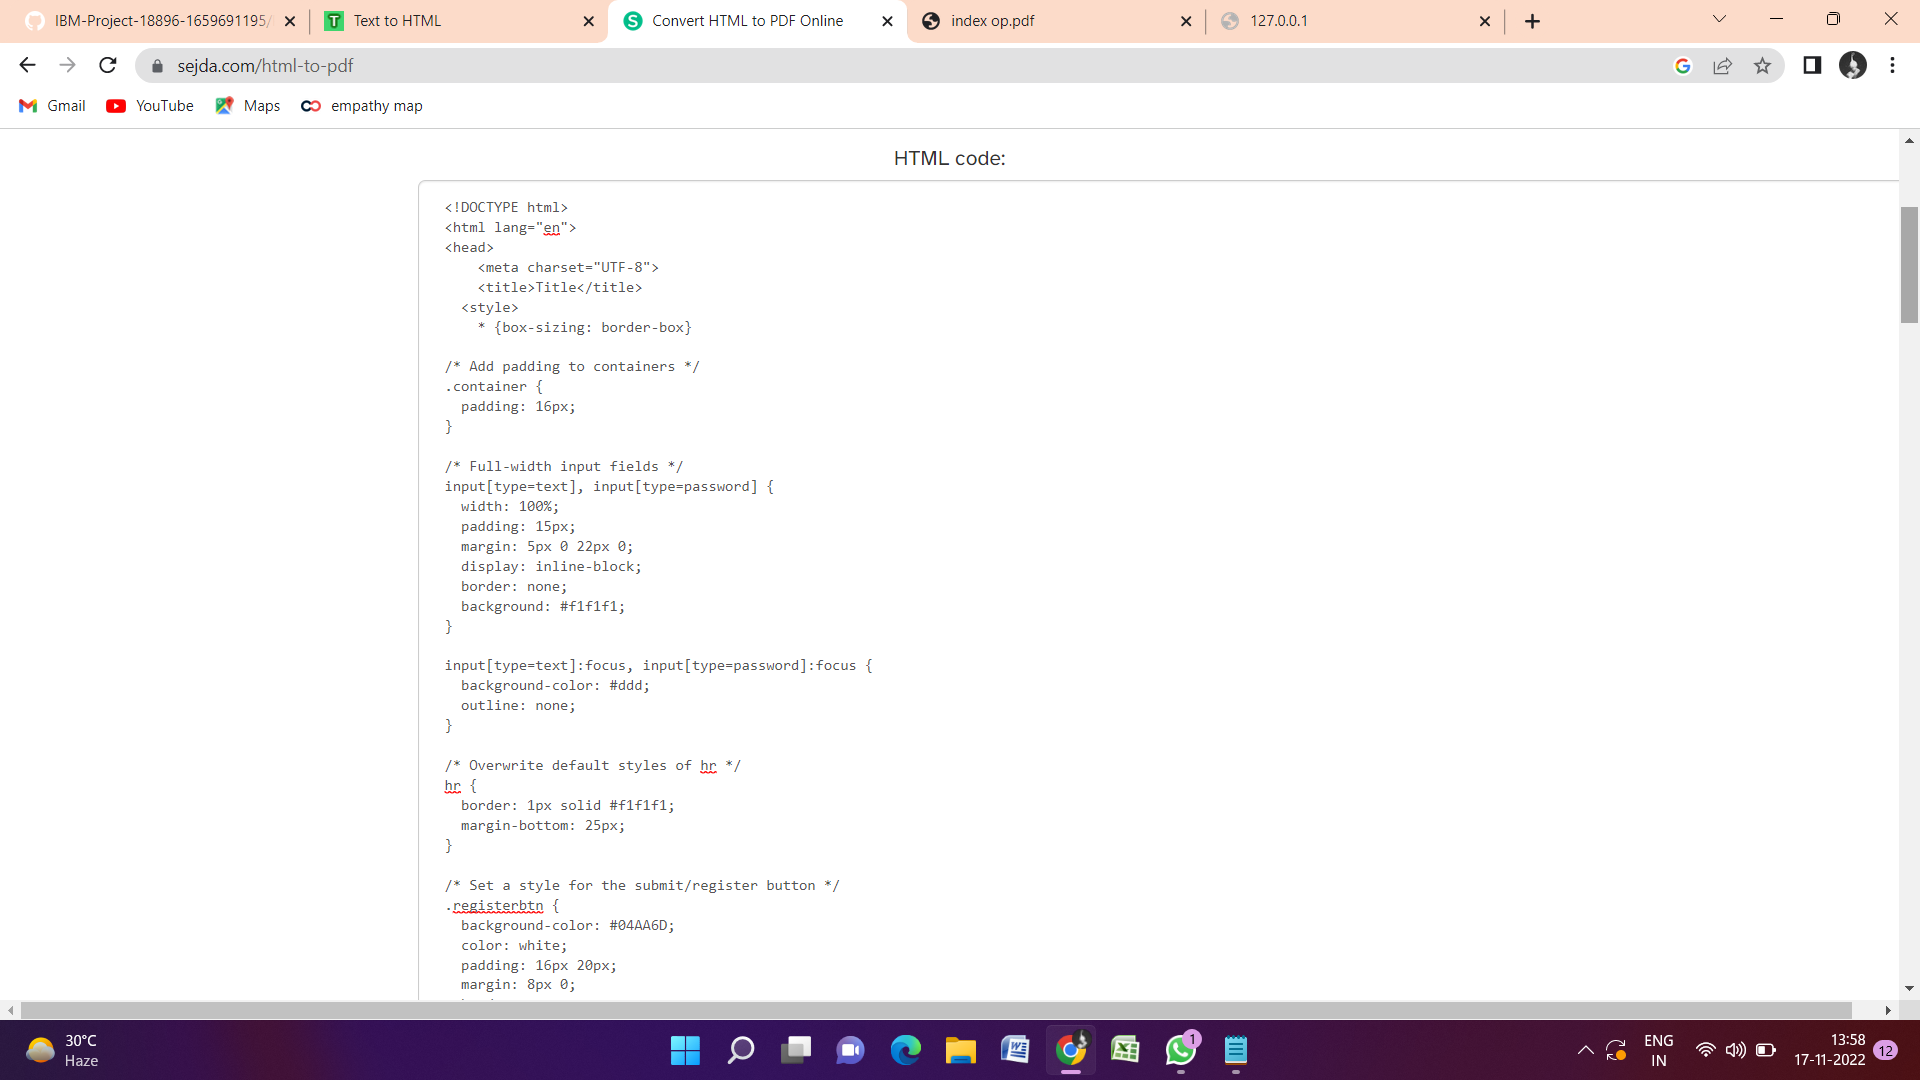 IBM-Project-18896-1659691195/
Text to HTML
Convert HTML to PDF Online
index op.pdf
127.0.0.1
sejda.com/html-to-pdf
Gmail
YouTube
Maps
empathy map
HTML code:
<!DOCTYPE html>
<html lang="en">
<head>
    <meta charset="UTF-8">
    <title>Title</title>
  <style>
    * {box-sizing: border-box}
/* Add padding to containers */
.container {
  padding: 16px;
}
/* Full-width input fields */
input[type=text], input[type=password] {
  width: 100%;
  padding: 15px;
  margin: 5px 0 22px 0;
  display: inline-block;
  border: none;
  background: #f1f1f1;
}
input[type=text]:focus, input[type=password]:focus {
  background-color: #ddd;
  outline: none;
}
/* Overwrite default styles of hr */
hr {
  border: 1px solid #f1f1f1;
  margin-bottom: 25px;
}
/* Set a style for the submit/register button */
.registerbtn {
  background-color: #04AA6D;
  color: white;
  padding: 16px 20px;
  margin: 8px 0;
30°C
Haze
1
ENG
IN
13:58
17-11-2022
12